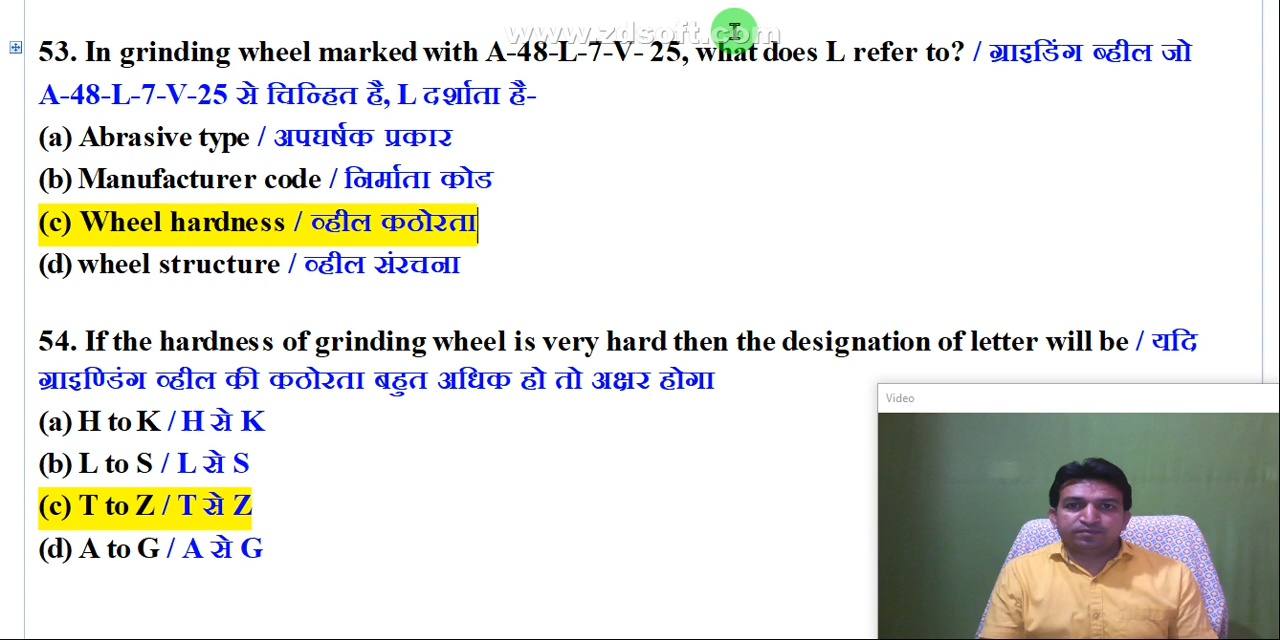 www.zdsoft.com
53. In grinding wheel marked with A-48-L-7-V- 25, what does L refer to? / ग्राइडिंग ब्हील जो
A-48-L-7-V-25 से चिन्हित है, L दर्शाता है-
(a) Abrasive type / अपघर्षक प्रकार
(b) Manufacturer code / निर्माता कोड
(c) Wheel hardness / व्हील कठोरता
(d) wheel structure / व्हील संरचना
54. If the hardness of grinding wheel is very hard then the designation of letter will be / यदि
ग्राइण्डिंग व्हील की कठोरता बहुत अधिक हो तो अक्षर होगा
(a) H to K / H से K
(b) L to S / L से S
(c) T to Z / T से Z
(d) A to G / A से G
Video